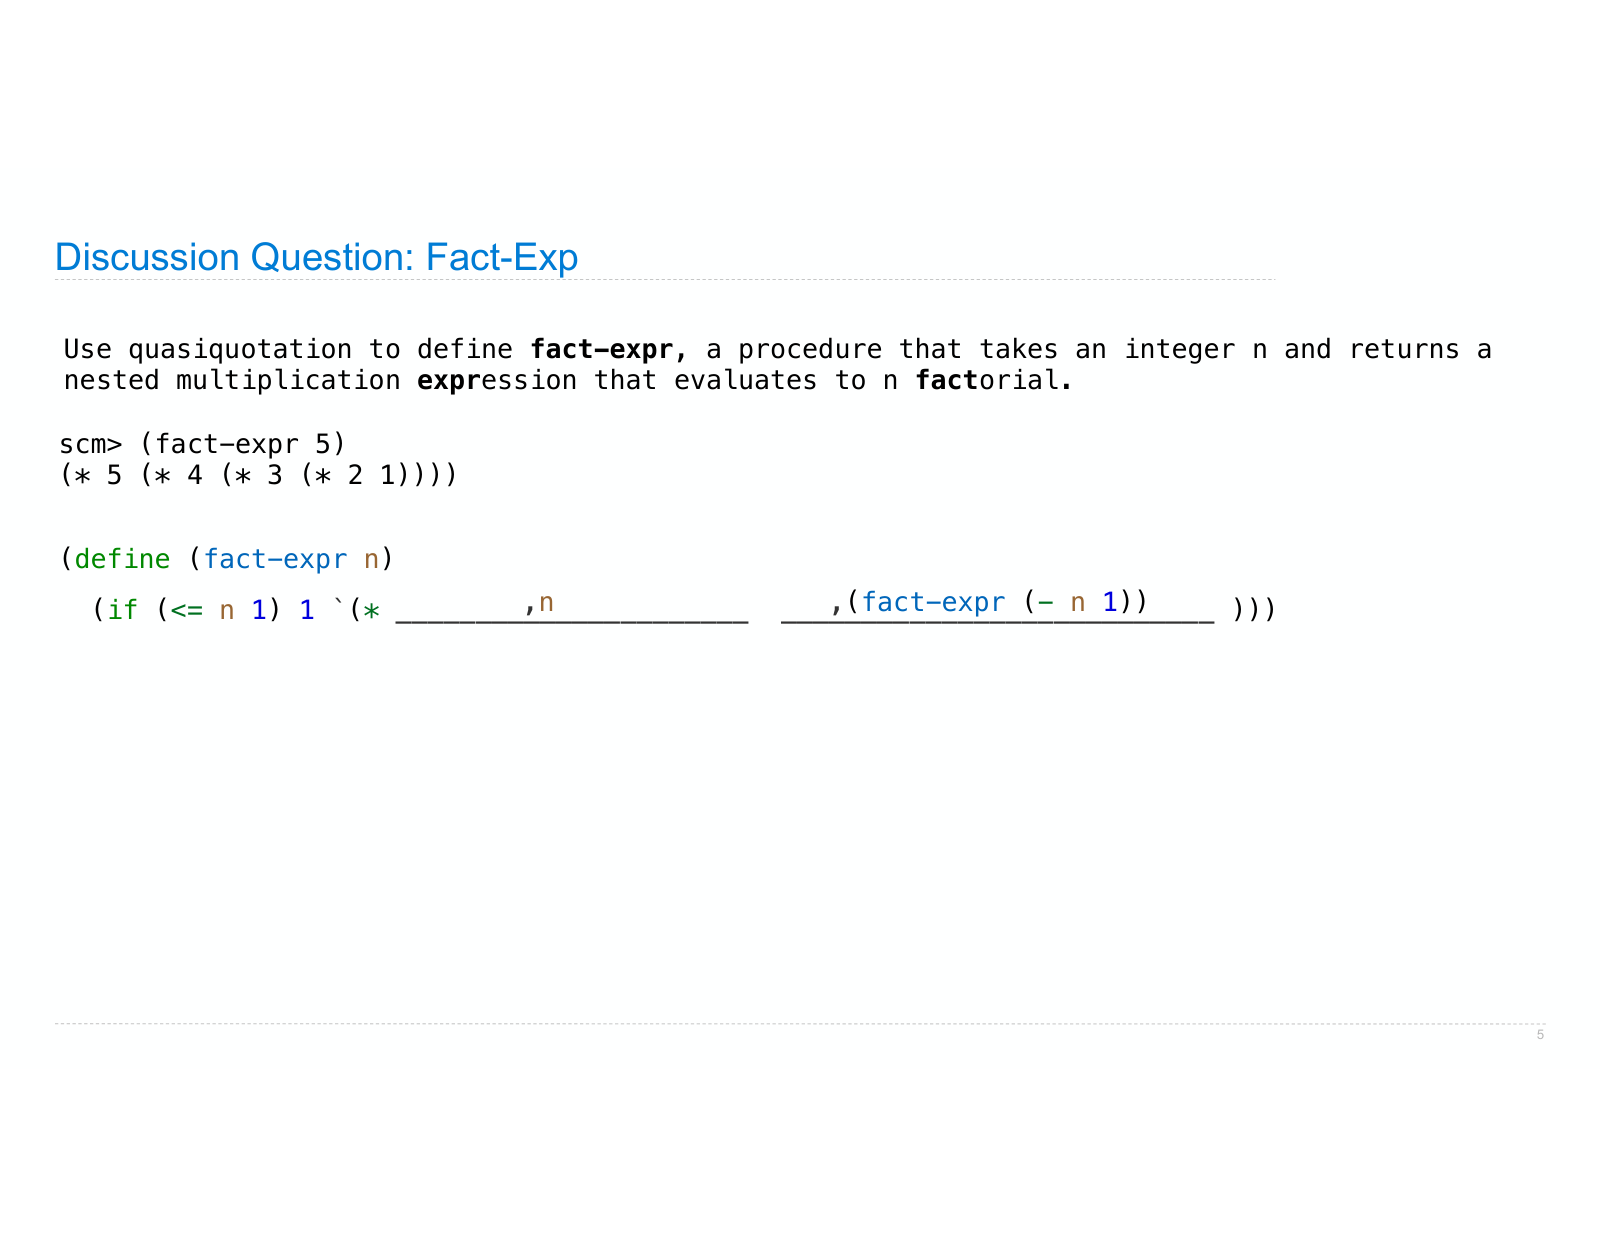 Discussion Question: Fact-Exp
Use quasiquotation to define fact-expr, a procedure that takes an integer n and returns a
nested multiplication expression that evaluates to n factorial.
scm> (fact-expr 5)
(* 5 (* 4 (* 3 (* 2 1))))
(define (fact-expr n)
(if (<= n 1) 1 `(* ,n ,(fact-expr (- n 1)) )))
5